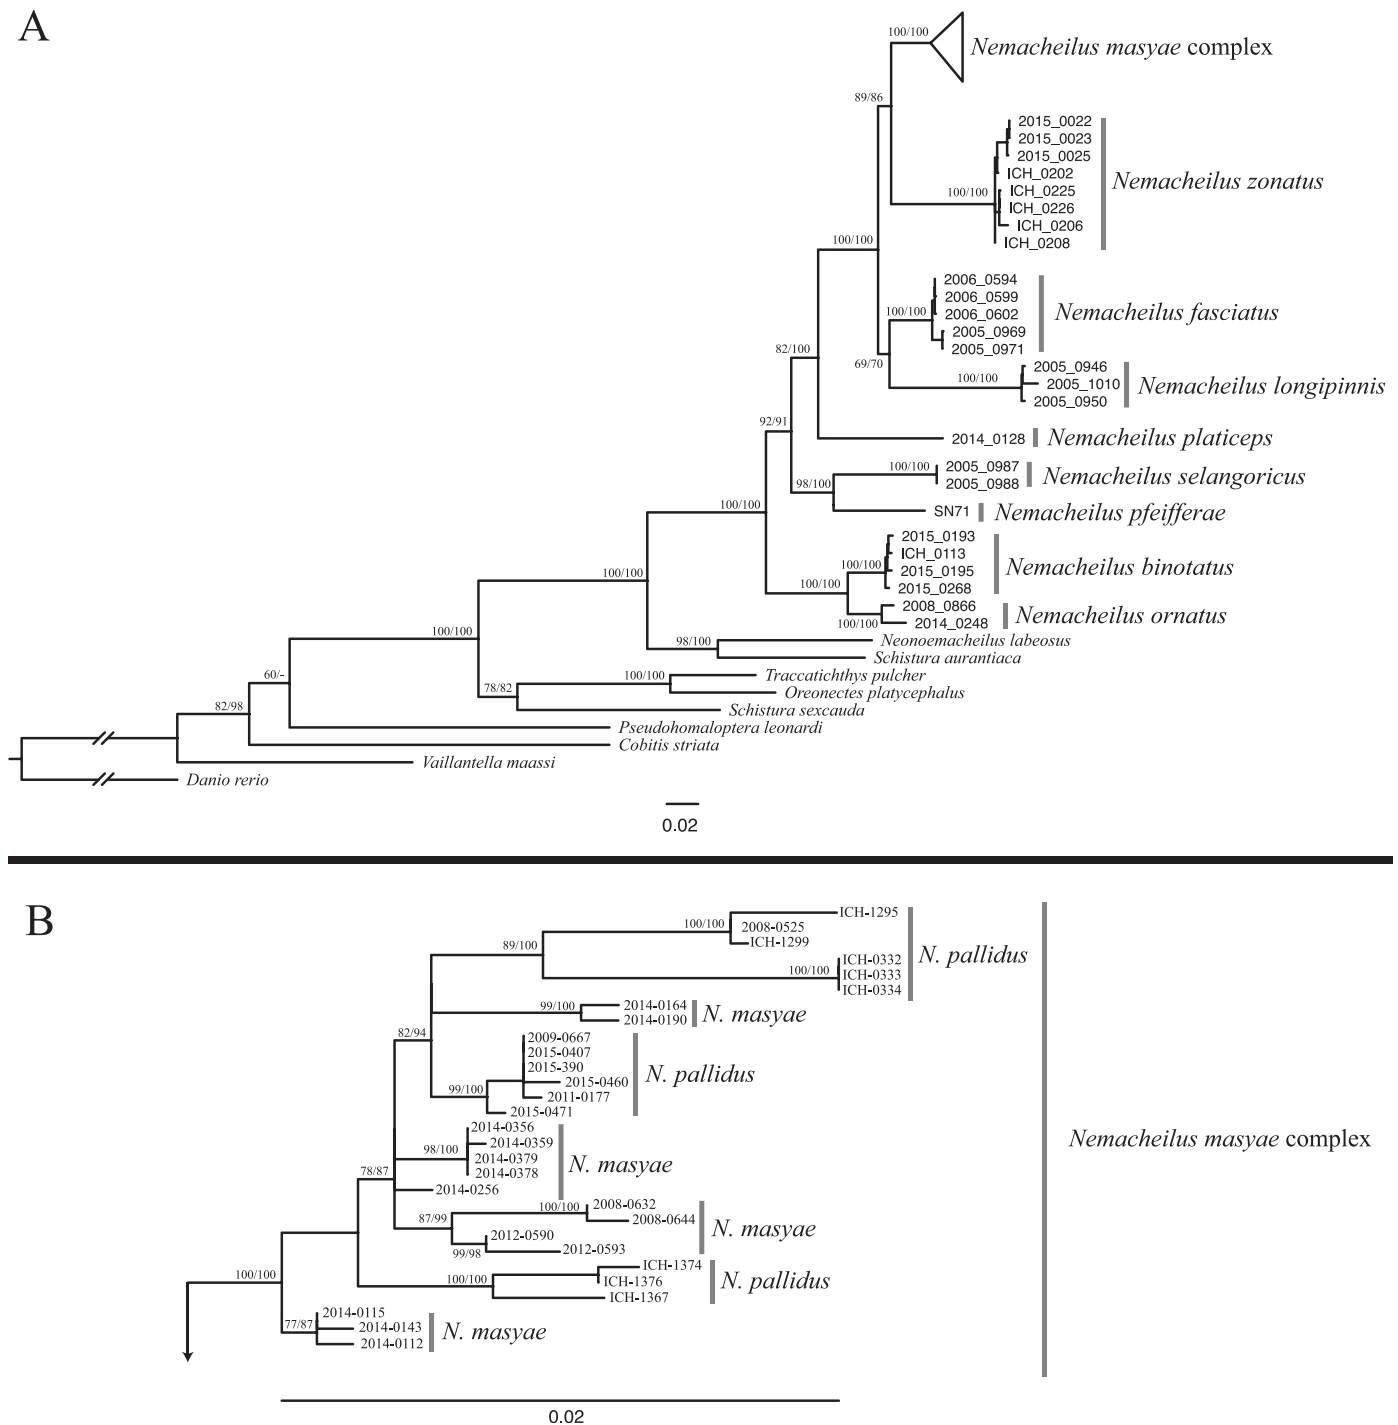 A
100/100
Nemacheilus masyae complex
89/86
2015_0022
2015_0023
2015_0025
ICH_0202
100/100
ICH_0225
ICH_0226
ICH_0206
ICH_0208
Nemacheilus zonatus
100/100
2006_0594
2006_0599
100/100
2006_0602
2005_0969
2005_0971
Nemacheilus fasciatus
82/100
69/70
2005_0946
100/100
2005_1010
2005_0950
Nemacheilus longipinnis
92/91
2014_0128
Nemacheilus platiceps
100/100
2005_0987
2005_0988
Nemacheilus selangoricus
98/100
SN71
Nemacheilus pfeifferae
100/100
2015_0193
ICH_0113
100/100
2015_0195
2015_0268
Nemacheilus binotatus
100/100
2008_0866
100/100
2014_0248
Nemacheilus ornatus
100/100
Neonoemacheilus labeosus
98/100
Schistura aurantiaca
100/100
100/100
Traccatichthys pulcher
Oreonectes platycephalus
78/82
Schistura sexcauda
60/-
Pseudohomaloptera leonardi
82/98
Cobitis striata
Vaillantella maassi
Danio rerio
0.02
B
ICH-1295
100/100
2008-0525
ICH-1299
89/100
ICH-0332
100/100
ICH-0333
ICH-0334
N. pallidus
99/100
2014-0164
2014-0190
N. masyae
82/94
2009-0667
2015-0407
2015-390
2015-0460
99/100
2011-0177
2015-0471
N. pallidus
2014-0356
98/100
2014-0359
2014-0379
2014-0378
2014-0256
N. masyae
78/87
100/100
2008-0632
2008-0644
87/99
2012-0590
99/98
2012-0593
N. masyae
ICH-1374
100/100
ICH-1376
ICH-1367
N. pallidus
100/100
2014-0115
77/87
2014-0143
2014-0112
N. masyae
Nemacheilus masyae complex
0.02